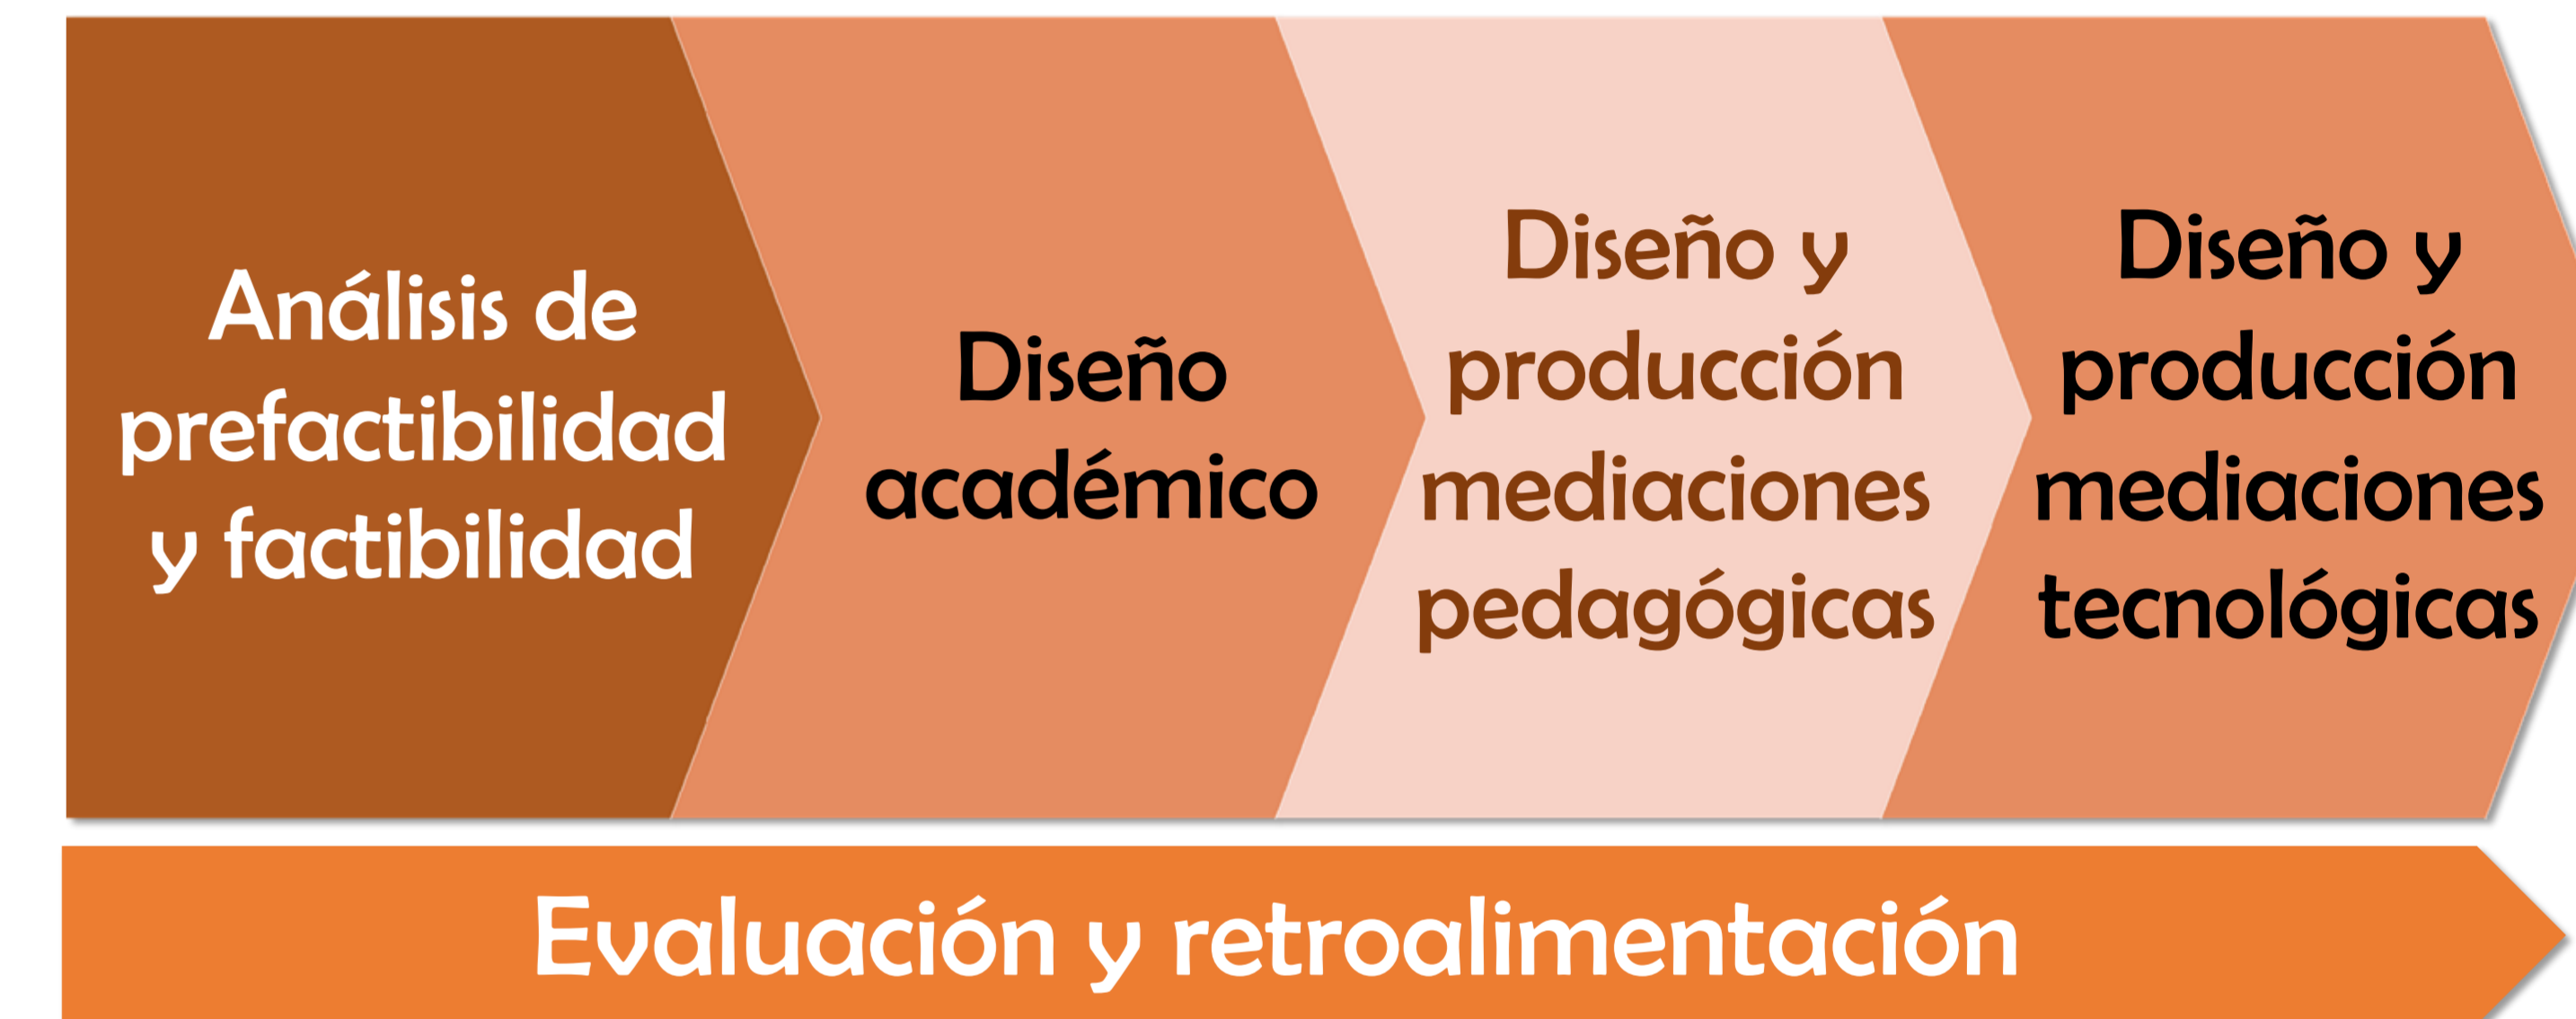 Análisis de
prefactibilidad
y factibilidad
Diseño
académico
Diseño y
producción
mediaciones
pedagógicas
Diseño y
producción
mediaciones
tecnológicas
Evaluación y retroalimentación